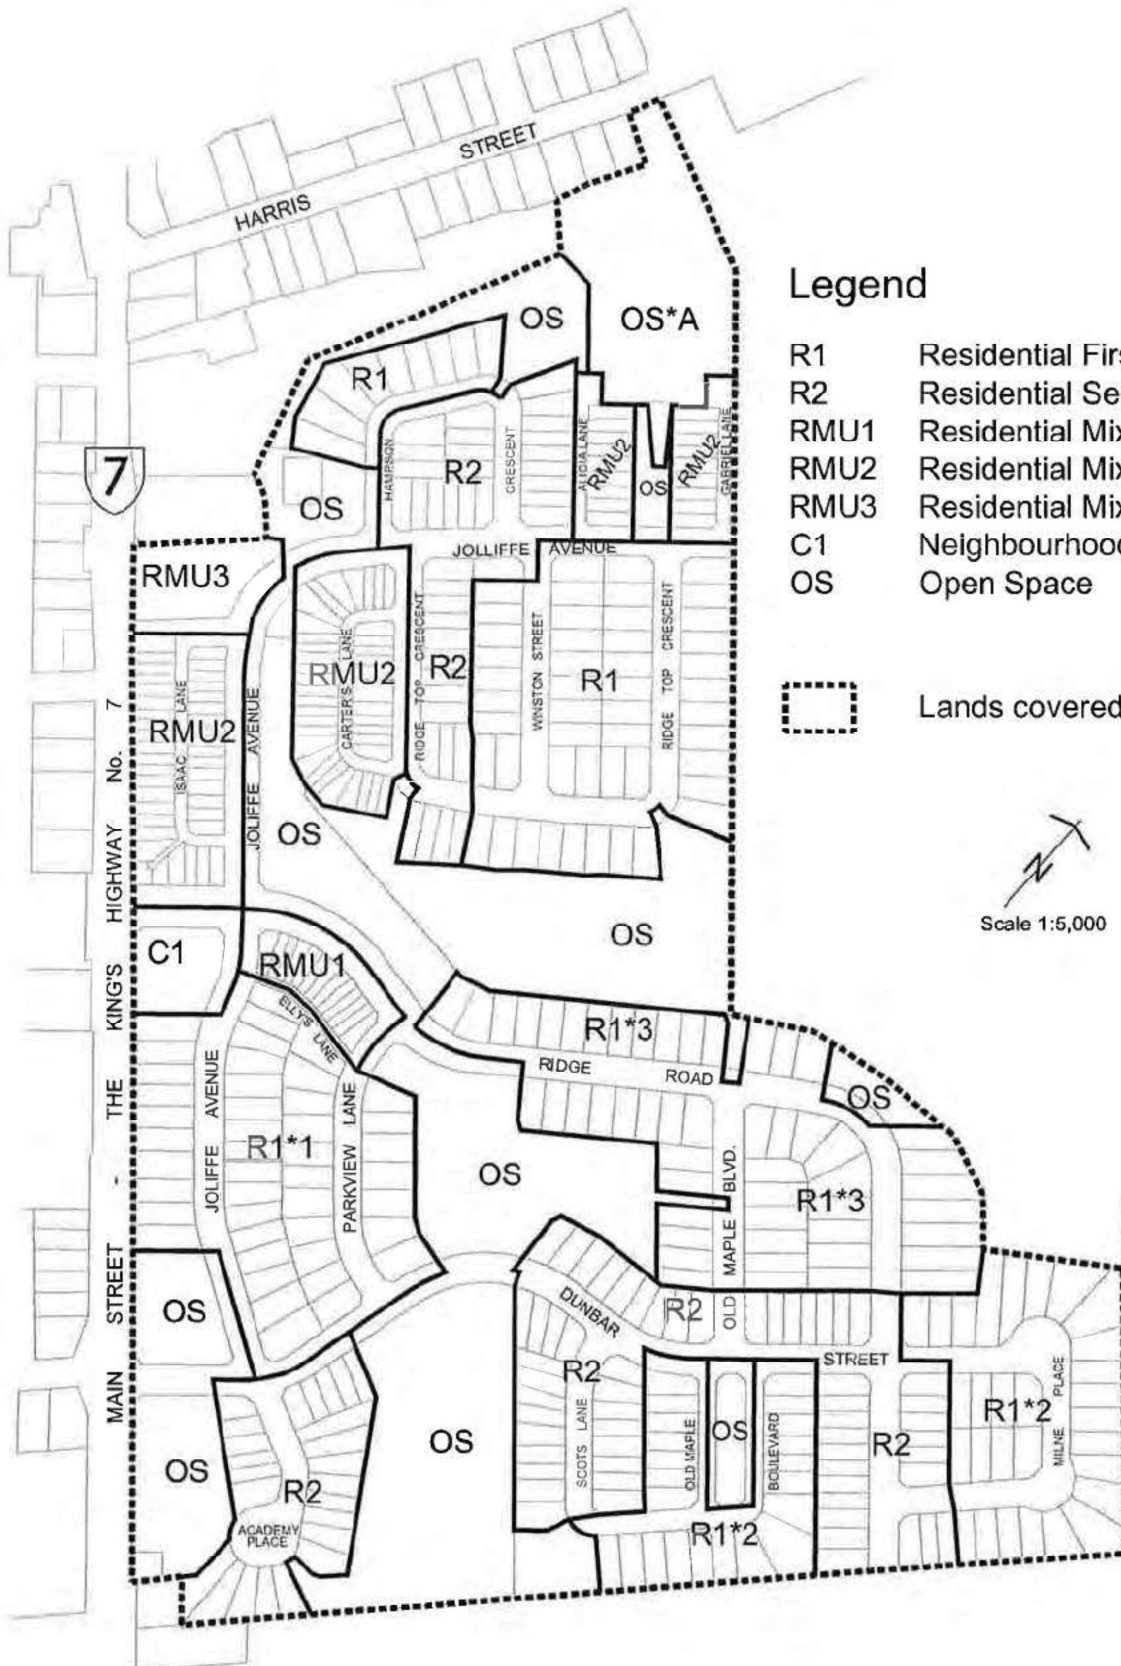 HARRIS STREET
Legend
R1 Residential Firs
R2 Residential Se
RMU1 Residential Mix
RMU2 Residential Mix
RMU3 Residential Mix
C1 Neighbourhood
OS Open Space
Lands covered
N
Scale 1:5,000
7
OS
OS*A
R1
HAMPSON
R2
CRESCENT
ALICIA LANE
RMU2
OS
RMU2
GABRIEL LANE
OS
JOLLIFFE AVENUE
RMU3
RMU2
ISAAC LANE
JOLIFFE AVENUE
RMU2
CARTER'S LANE
RIDGE TOP CRESCENT
R2
WINSTON STREET
R1
RIDGE TOP CRESCENT
OS
OS
MAIN STREET - THE KING'S HIGHWAY No. 7
C1
RMU1
ELLY'S LANE
R1*3
RIDGE ROAD
OS
JOLIFFE AVENUE
R1*1
PARKVIEW LANE
OS
MAPLE BLVD.
OLD
R1*3
OS
DUNBAR STREET
R2
R2
SCOTS LANE
OLD MAPLE
OS
BOULEVARD
R2
R1*2
MILNE PLACE
OS
OS
R2
ACADEMY PLACE
R1*2